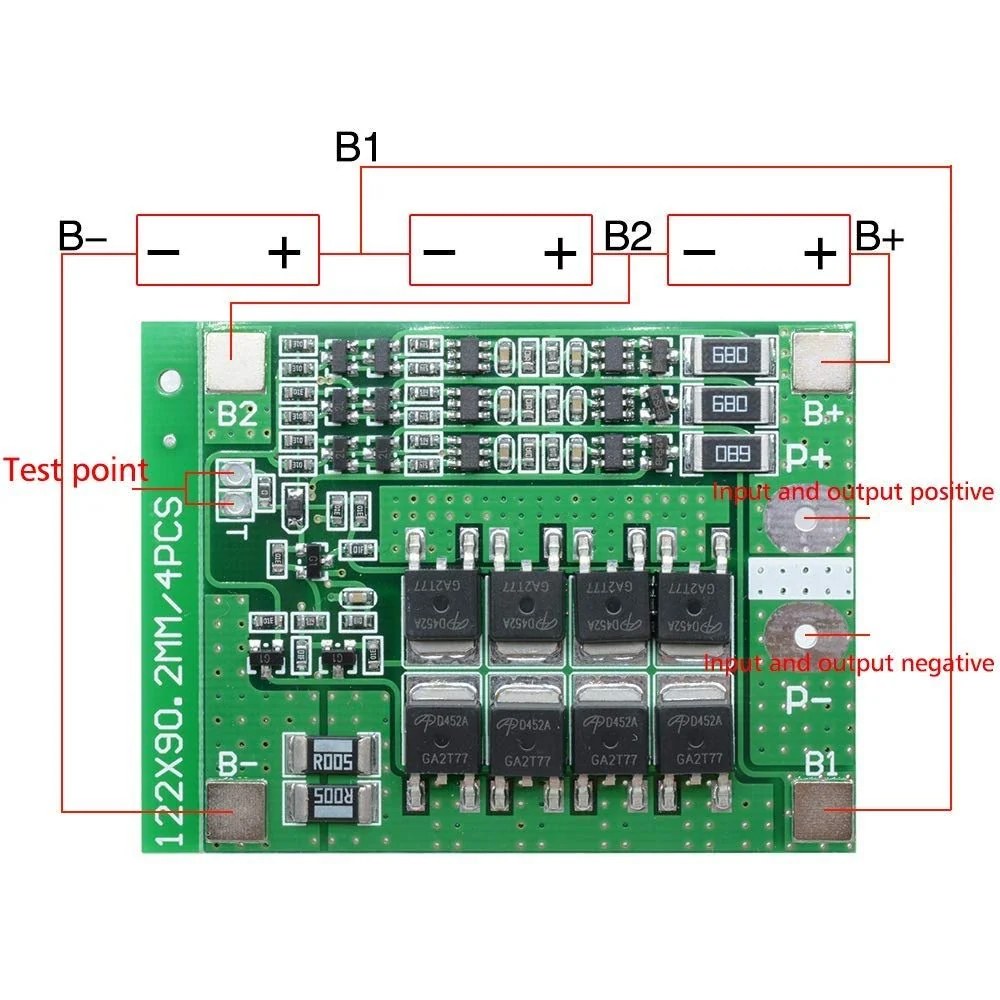 B1
B− − + − + B2 − + B+
B2
B+
P+
Test point
T
Input and output positive
Input and output negative
P-
B-
B1
122X90.2MM/4PCS
680
680
680
GA2T77
D452A
GA2T77
D452A
GA2T77
D452A
GA2T77
D452A
D452A
GA2T77
D452A
GA2T77
D452A
GA2T77
D452A
GA2T77
R005
R005